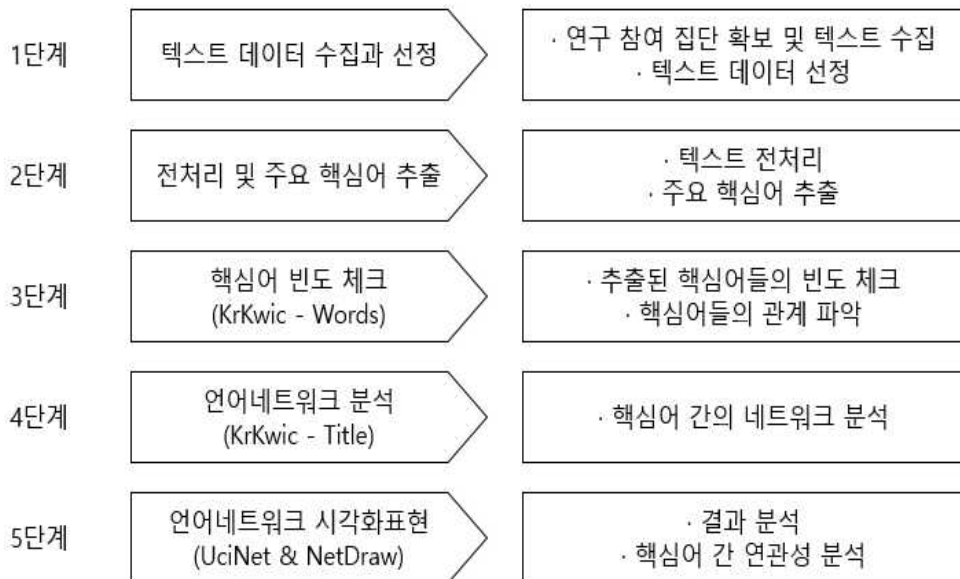 1단계
텍스트 데이터 수집과 선정
· 연구 참여 집단 확보 및 텍스트 수집
· 텍스트 데이터 선정
2단계
전처리 및 주요 핵심어 추출
· 텍스트 전처리
· 주요 핵심어 추출
3단계
핵심어 빈도 체크
(KrKwic - Words)
· 추출된 핵심어들의 빈도 체크
· 핵심어들의 관계 파악
4단계
언어네트워크 분석
(KrKwic - Title)
· 핵심어 간의 네트워크 분석
5단계
언어네트워크 시각화표현
(UciNet & NetDraw)
· 결과 분석
· 핵심어 간 연관성 분석